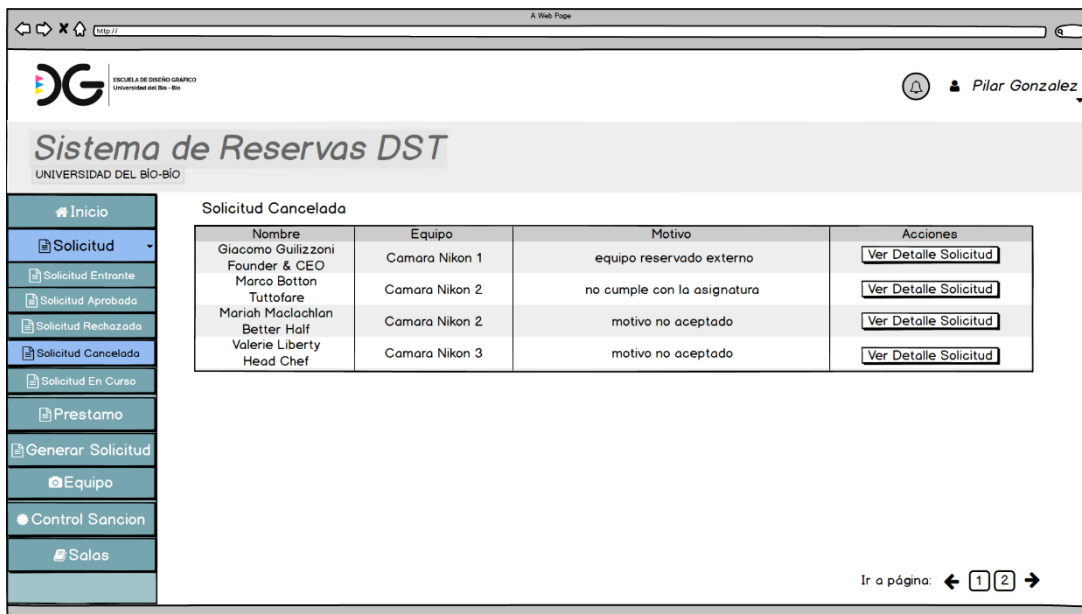 A Web Page
http://
DG
ESCUELA DE DISEÑO GRÁFICO
Universidad del Bío - Bío
Pilar Gonzalez
Sistema de Reservas DST
UNIVERSIDAD DEL BÍO-BÍO
Inicio
Solicitud
Solicitud Entrante
Solicitud Aprobada
Solicitud Rechazada
Solicitud Cancelada
Solicitud En Curso
Prestamo
Generar Solicitud
Equipo
Control Sancion
Salas
Solicitud Cancelada
Nombre Equipo Motivo Acciones
Giacomo Guilizzoni
Founder & CEO
Camara Nikon 1 equipo reservado externo Ver Detalle Solicitud
Marco Botton
Tuttofare
Camara Nikon 2 no cumple con la asignatura Ver Detalle Solicitud
Mariah Maclachlan
Better Half
Camara Nikon 2 motivo no aceptado Ver Detalle Solicitud
Valerie Liberty
Head Chef
Camara Nikon 3 motivo no aceptado Ver Detalle Solicitud
Ir a página: 1 2